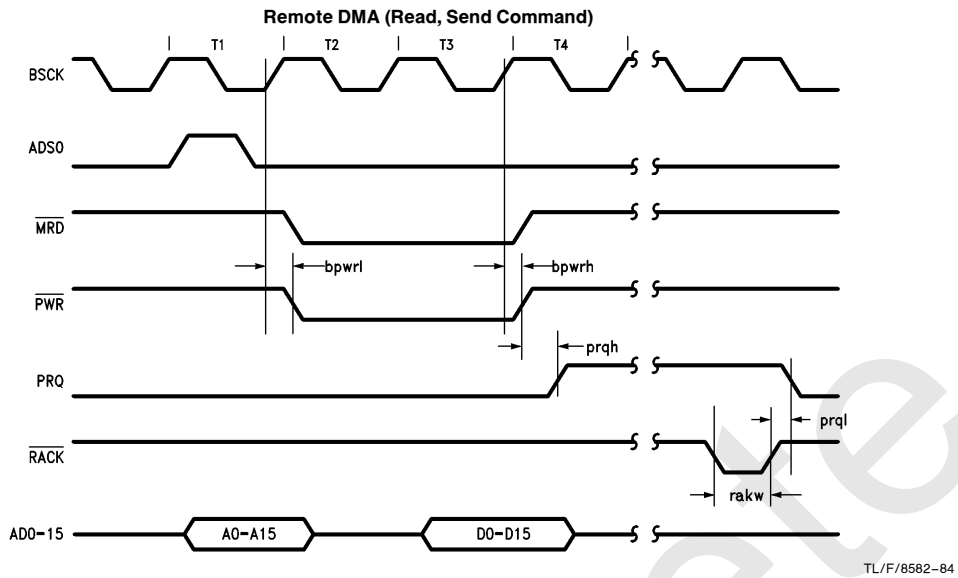 Remote DMA (Read, Send Command)
T1 T2 T3 T4
BSCK
ADS0
MRD
bpwrl bpwrh
PWR
prqh
PRQ
prql
RACK
rakw
AD0-15 A0-A15 D0-D15
TL/F/8582-84
ete